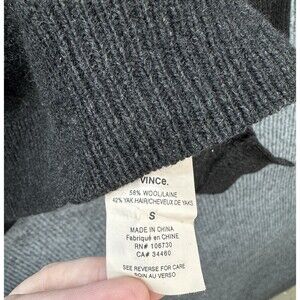 VINCE.
58% WOOL/LAINE
42% YAK HAIR/CHEVEUX DE YAKS
S
MADE IN CHINA
Fabriqué en CHINE
RN# 106730
CA# 34460
SEE REVERSE FOR CARE
SOIN AU VERSO